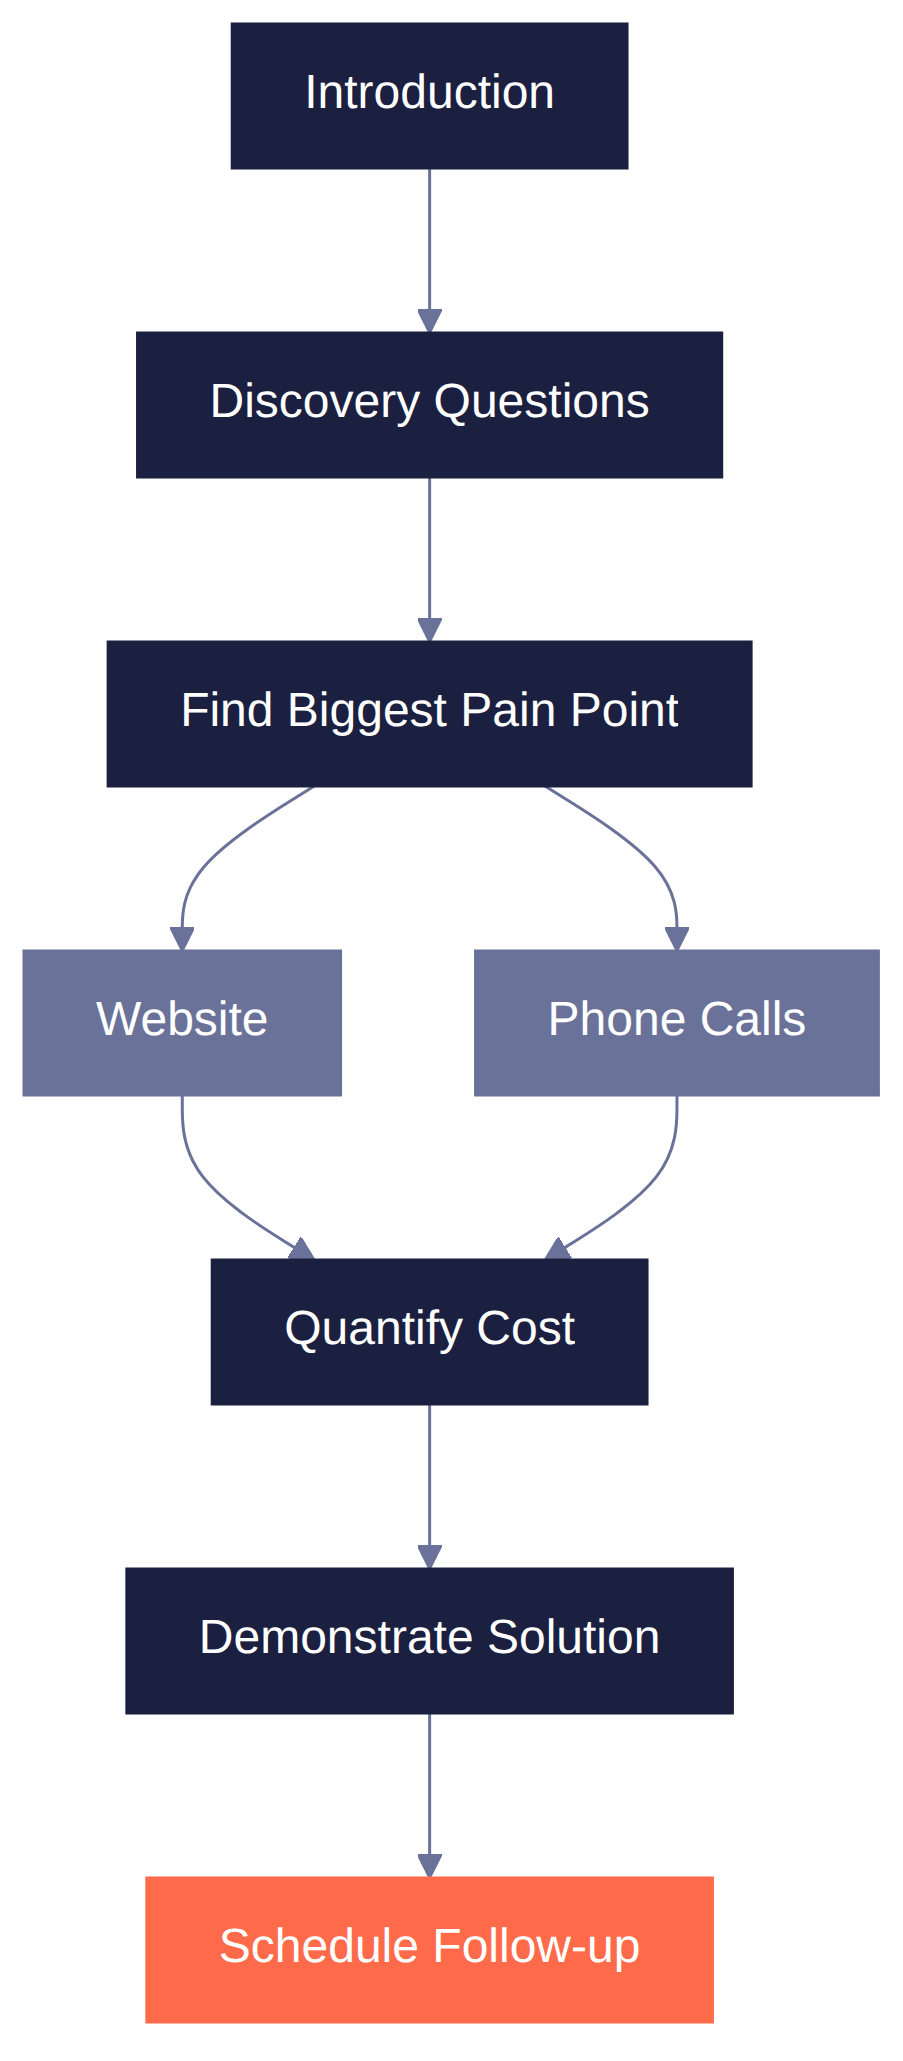 Introduction
Discovery Questions
Find Biggest Pain Point
Website
Phone Calls
Quantify Cost
Demonstrate Solution
Schedule Follow-up